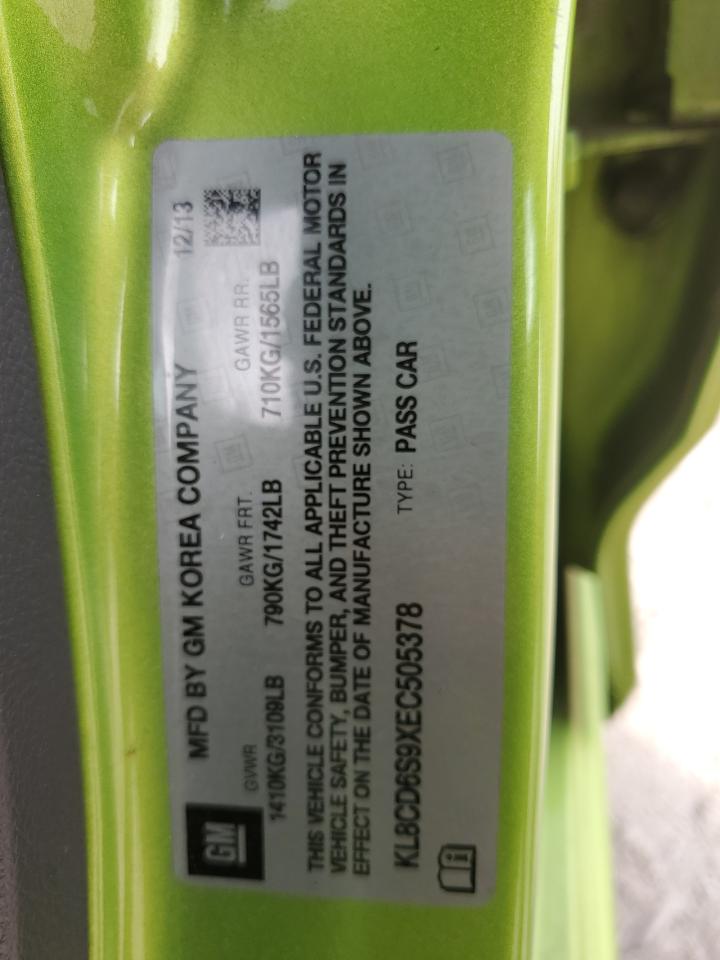 GM
MFD BY GM KOREA COMPANY 12/13
GVWR GAWR FRT. GAWR RR.
1410KG/3109LB 790KG/1742LB 710KG/1565LB
THIS VEHICLE CONFORMS TO ALL APPLICABLE U.S. FEDERAL MOTOR
VEHICLE SAFETY, BUMPER, AND THEFT PREVENTION STANDARDS IN
EFFECT ON THE DATE OF MANUFACTURE SHOWN ABOVE.
KL8CD6S9XEC505378 TYPE: PASS CAR